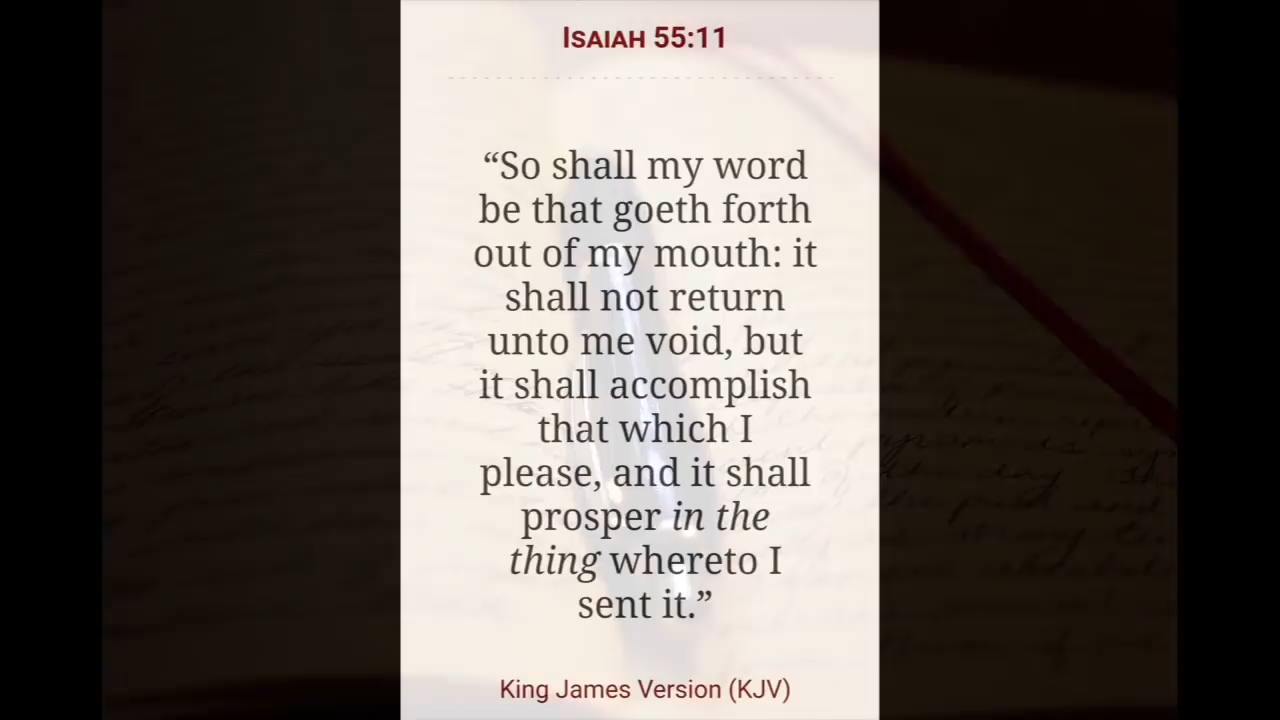 Isaiah 55:11
“So shall my word
be that goeth forth
out of my mouth: it
shall not return
unto me void, but
it shall accomplish
that which I
please, and it shall
prosper in the
thing whereto I
sent it.”
King James Version (KJV)